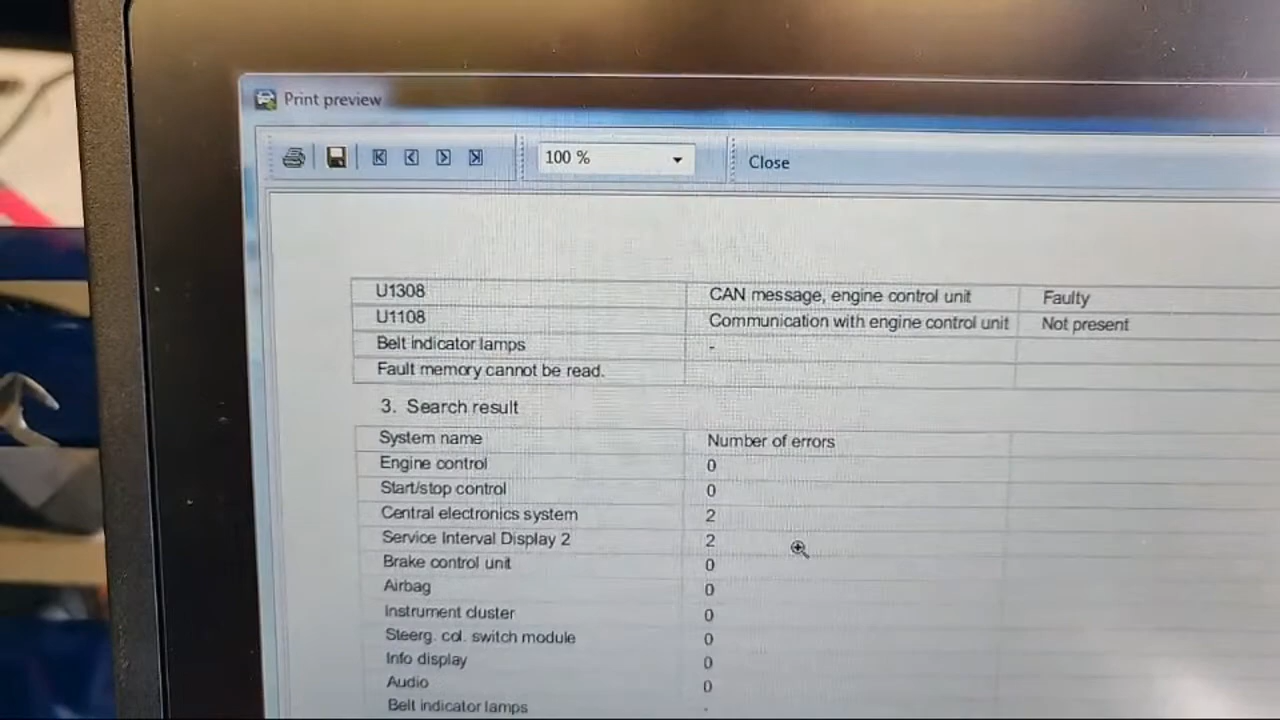 Print preview
100 % Close
U1308 CAN message, engine control unit Faulty
U1108 Communication with engine control unit Not present
Belt indicator lamps -
Fault memory cannot be read.
3. Search result
System name Number of errors
Engine control 0
Start/stop control 0
Central electronics system 2
Service Interval Display 2 2
Brake control unit 0
Airbag 0
Instrument cluster 0
Steerg. col. switch module 0
Info display 0
Audio 0
Belt indicator lamps -